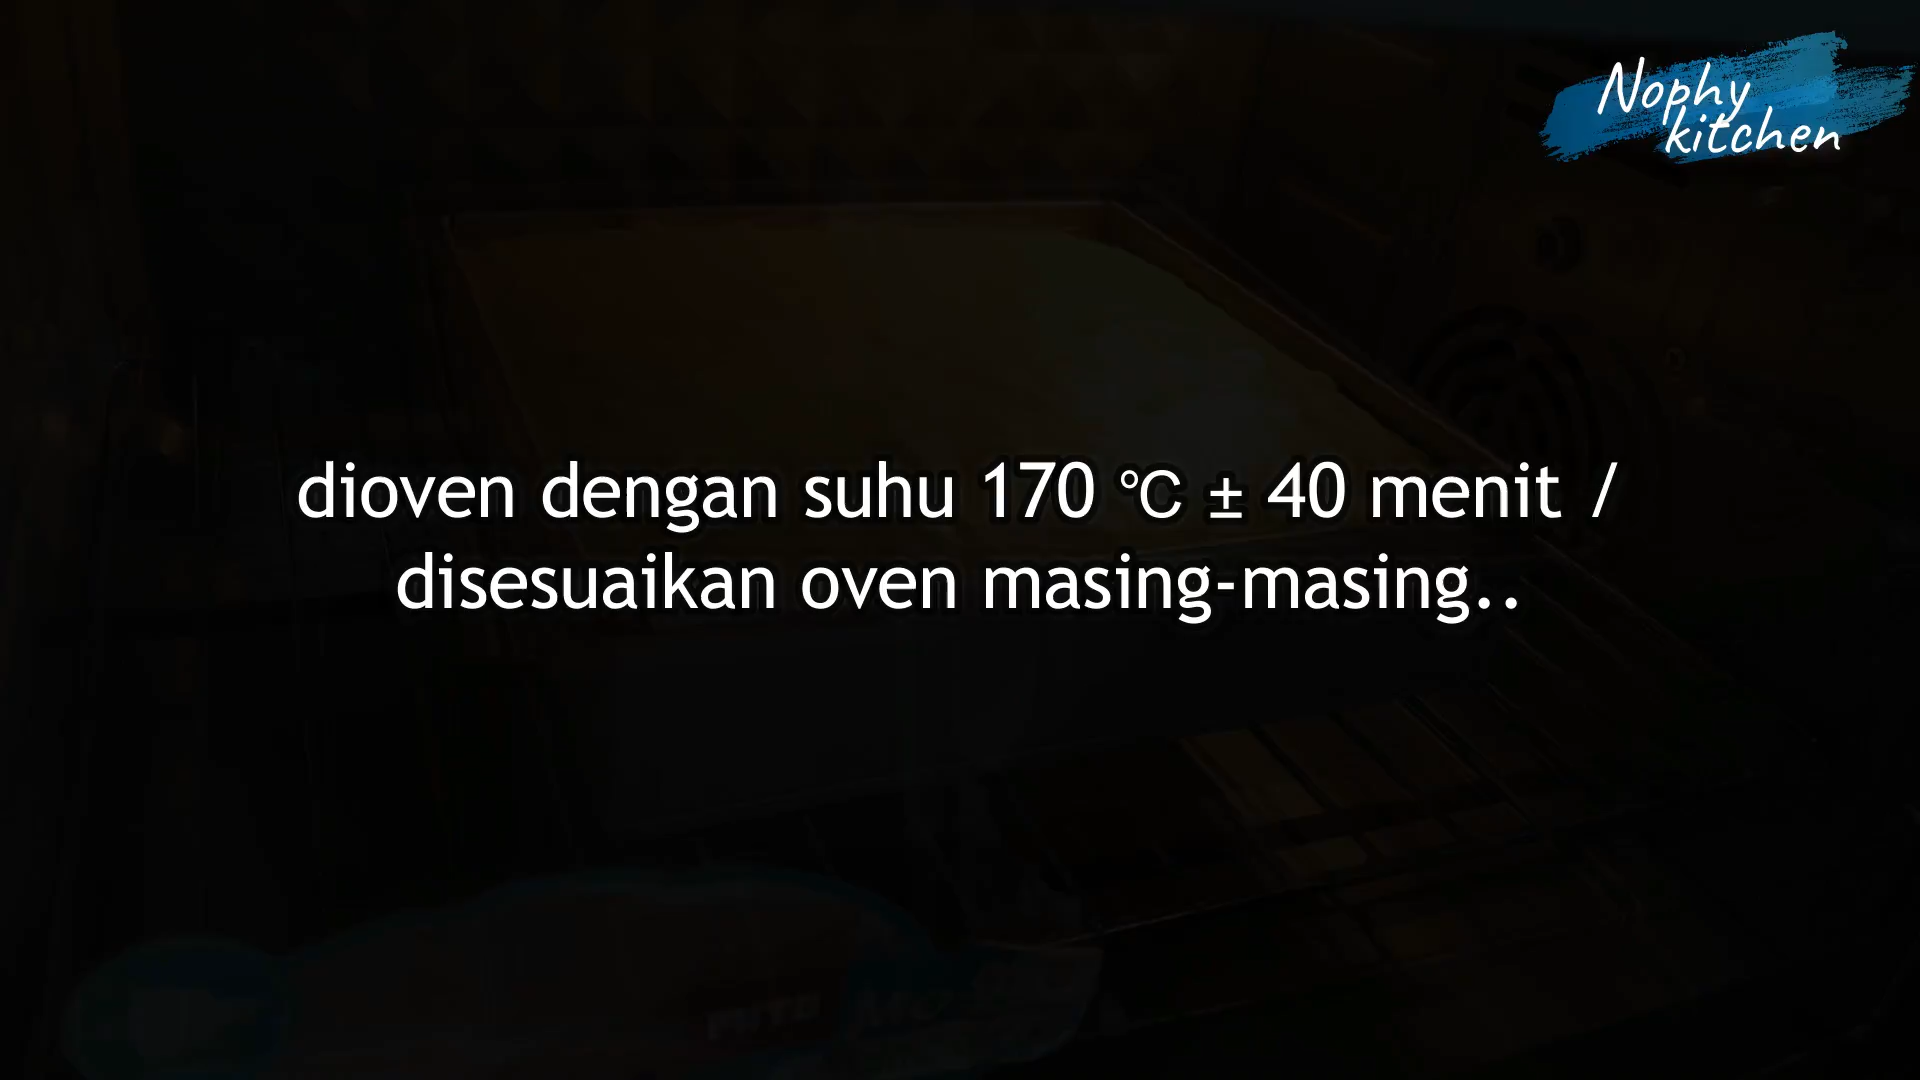 Nophy
kitchen
dioven dengan suhu 170 ℃ ± 40 menit /
disesuaikan oven masing-masing..